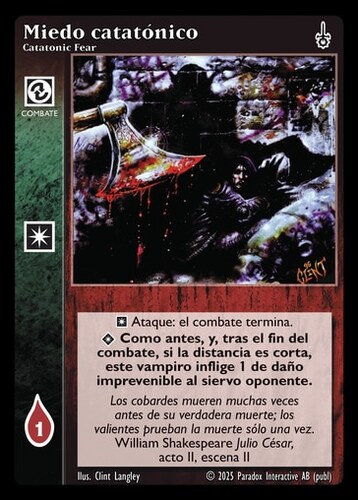 Miedo catatónico
Catatonic Fear
COMBATE
Ataque: el combate termina.
Como antes, y, tras el fin del
combate, si la distancia es corta,
este vampiro inflige 1 de daño
imprevenible al siervo oponente.
Los cobardes mueren muchas veces
antes de su verdadera muerte; los
valientes prueban la muerte sólo una vez.
William Shakespeare Julio César,
acto II, escena II
1
Illus. Clint Langley
© 2025 Paradox Interactive AB (publ)